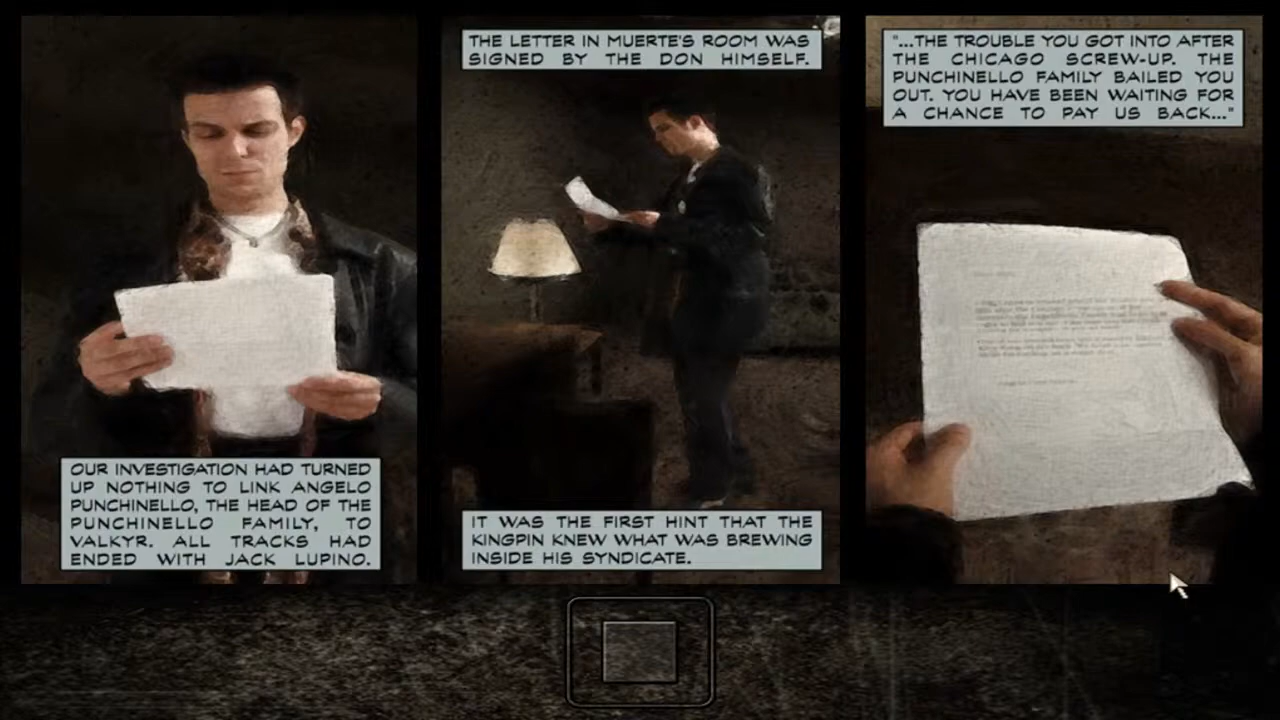 OUR INVESTIGATION HAD TURNED
UP NOTHING TO LINK ANGELO
PUNCHINELLO, THE HEAD OF THE
PUNCHINELLO FAMILY, TO
VALKYR. ALL TRACKS HAD
ENDED WITH JACK LUPINO.
THE LETTER IN MUERTE'S ROOM WAS
SIGNED BY THE DON HIMSELF.
IT WAS THE FIRST HINT THAT THE
KINGPIN KNEW WHAT WAS BREWING
INSIDE HIS SYNDICATE.
"...THE TROUBLE YOU GOT INTO AFTER
THE CHICAGO SCREW-UP. THE
PUNCHINELLO FAMILY BAILED YOU
OUT. YOU HAVE BEEN WAITING FOR
A CHANCE TO PAY US BACK..."